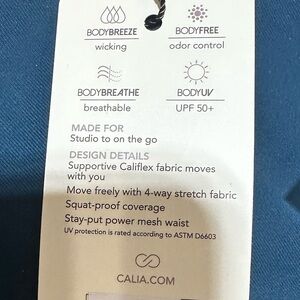 BODYBREEZE BODYFREE
wicking odor control
BODYBREATHE BODYUV
breathable UPF 50+
MADE FOR
Studio to on the go
DESIGN DETAILS
Supportive Califlex fabric moves
with you
Move freely with 4-way stretch fabric
Squat-proof coverage
Stay-put power mesh waist
UV protection is rated according to ASTM D6603
CALIA.COM